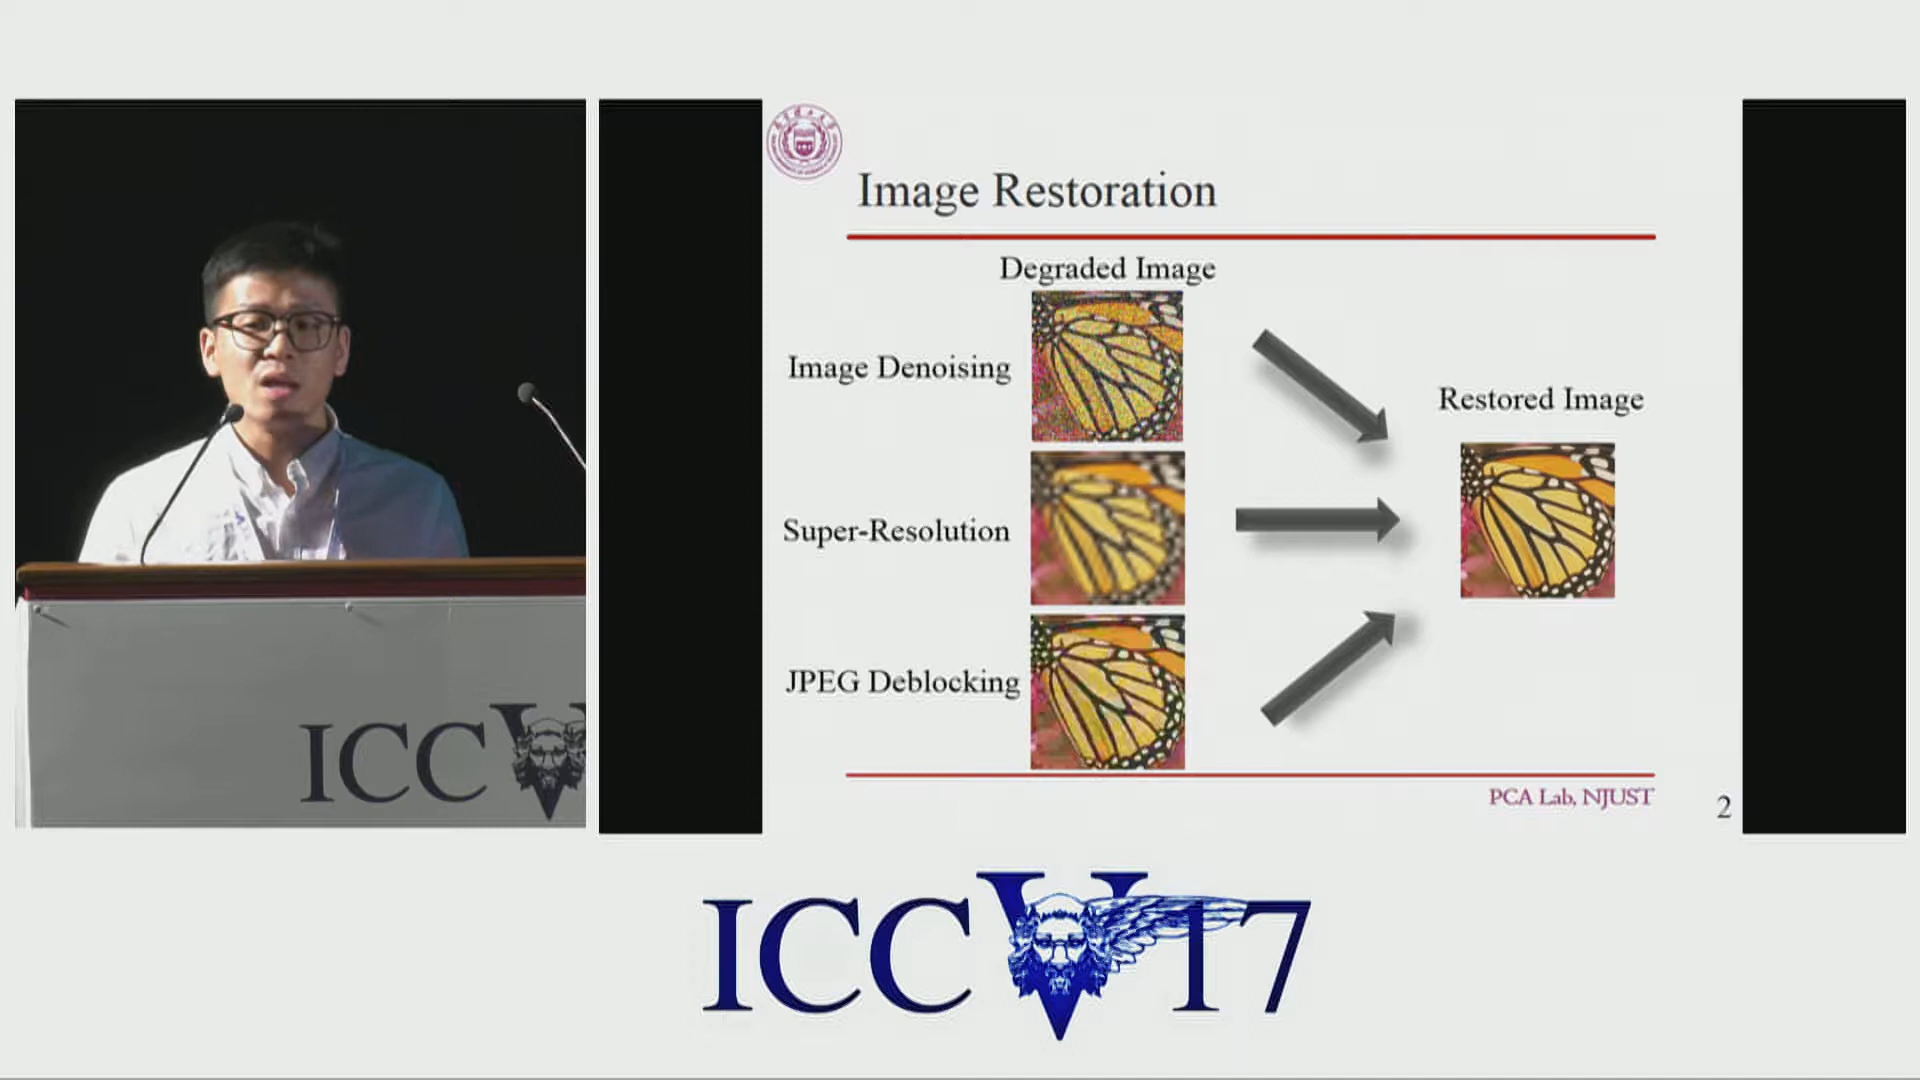 Image Restoration
Degraded Image
Image Denoising
Restored Image
Super-Resolution
JPEG Deblocking
PCA Lab, NJUST
2
ICCV
ICCV17